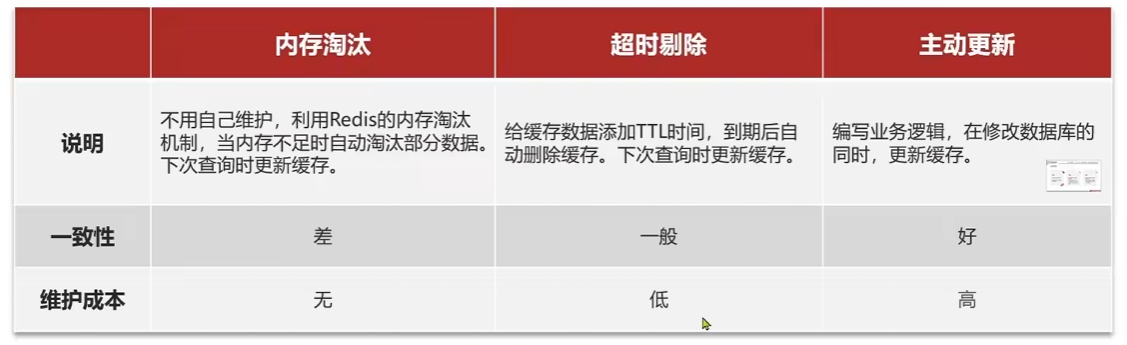 内存淘汰
超时剔除
主动更新
说明
不用自己维护，利用Redis的内存淘汰
机制，当内存不足时自动淘汰部分数据。
下次查询时更新缓存。
给缓存数据添加TTL时间，到期后自
动删除缓存。下次查询时更新缓存。
编写业务逻辑，在修改数据库的
同时，更新缓存。
一致性
差
一般
好
维护成本
无
低
高